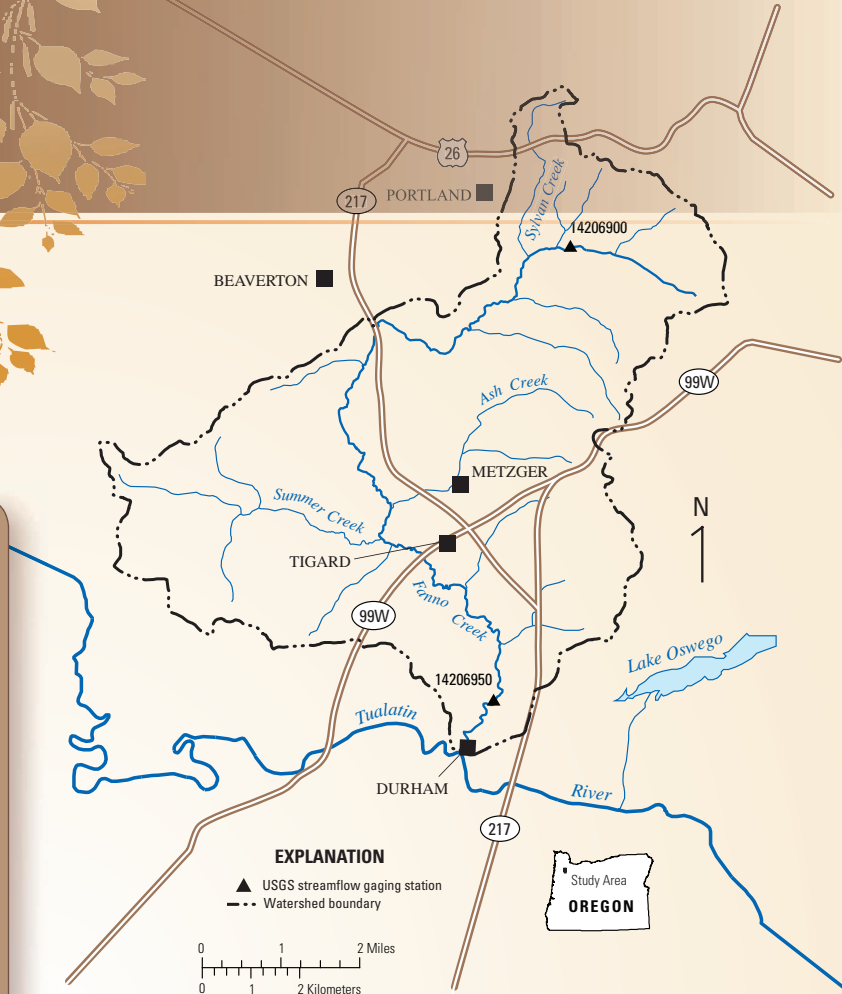 26
217
PORTLAND
Sylvan Creek
14206900
BEAVERTON
99W
Ash Creek
METZGER
Summer Creek
N
TIGARD
Fanno Creek
99W
Lake Oswego
14206950
Tualatin
DURHAM
River
217
EXPLANATION
USGS streamflow gaging station
Watershed boundary
Study Area
OREGON
0 1 2 Miles
0 1 2 Kilometers